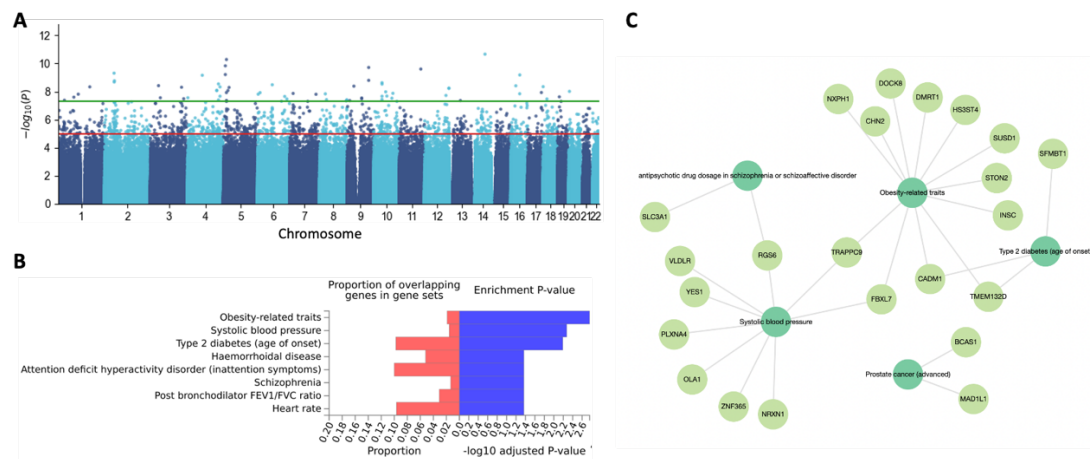 A
−log10(P)
12
10
8
6
4
2
0
1 2 3 4 5 6 7 8 9 10 11 12 13 14 15 16 17 18 19 20 21 22
Chromosome
B
Proportion of overlapping genes in gene sets
Enrichment P-value
Obesity-related traits
Systolic blood pressure
Type 2 diabetes (age of onset)
Haemorrhoidal disease
Attention deficit hyperactivity disorder (inattention symptoms)
Schizophrenia
Post bronchodilator FEV1/FVC ratio
Heart rate
0.20 0.18 0.16 0.14 0.12 0.10 0.08 0.06 0.04 0.02 0.0 0.2 0.4 0.6 0.8 1.0 1.2 1.4 1.6 1.8 2.0 2.2 2.4 2.6
Proportion
-log10 adjusted P-value
C
DOCK8
NXPH1
DMRT1
HS3ST4
CHN2
SUSD1
SFMBT1
STON2
antipsychotic drug dosage in schizophrenia or schizoaffective disorder
Obesity-related traits
INSC
SLC3A1
Type 2 diabetes (age of onset)
RGS6
TRAPPC9
VLDLR
CADM1
YES1
FBXL7
TMEM132D
Systolic blood pressure
PLXNA4
BCAS1
Prostate cancer (advanced)
OLA1
MAD1L1
ZNF365
NRXN1